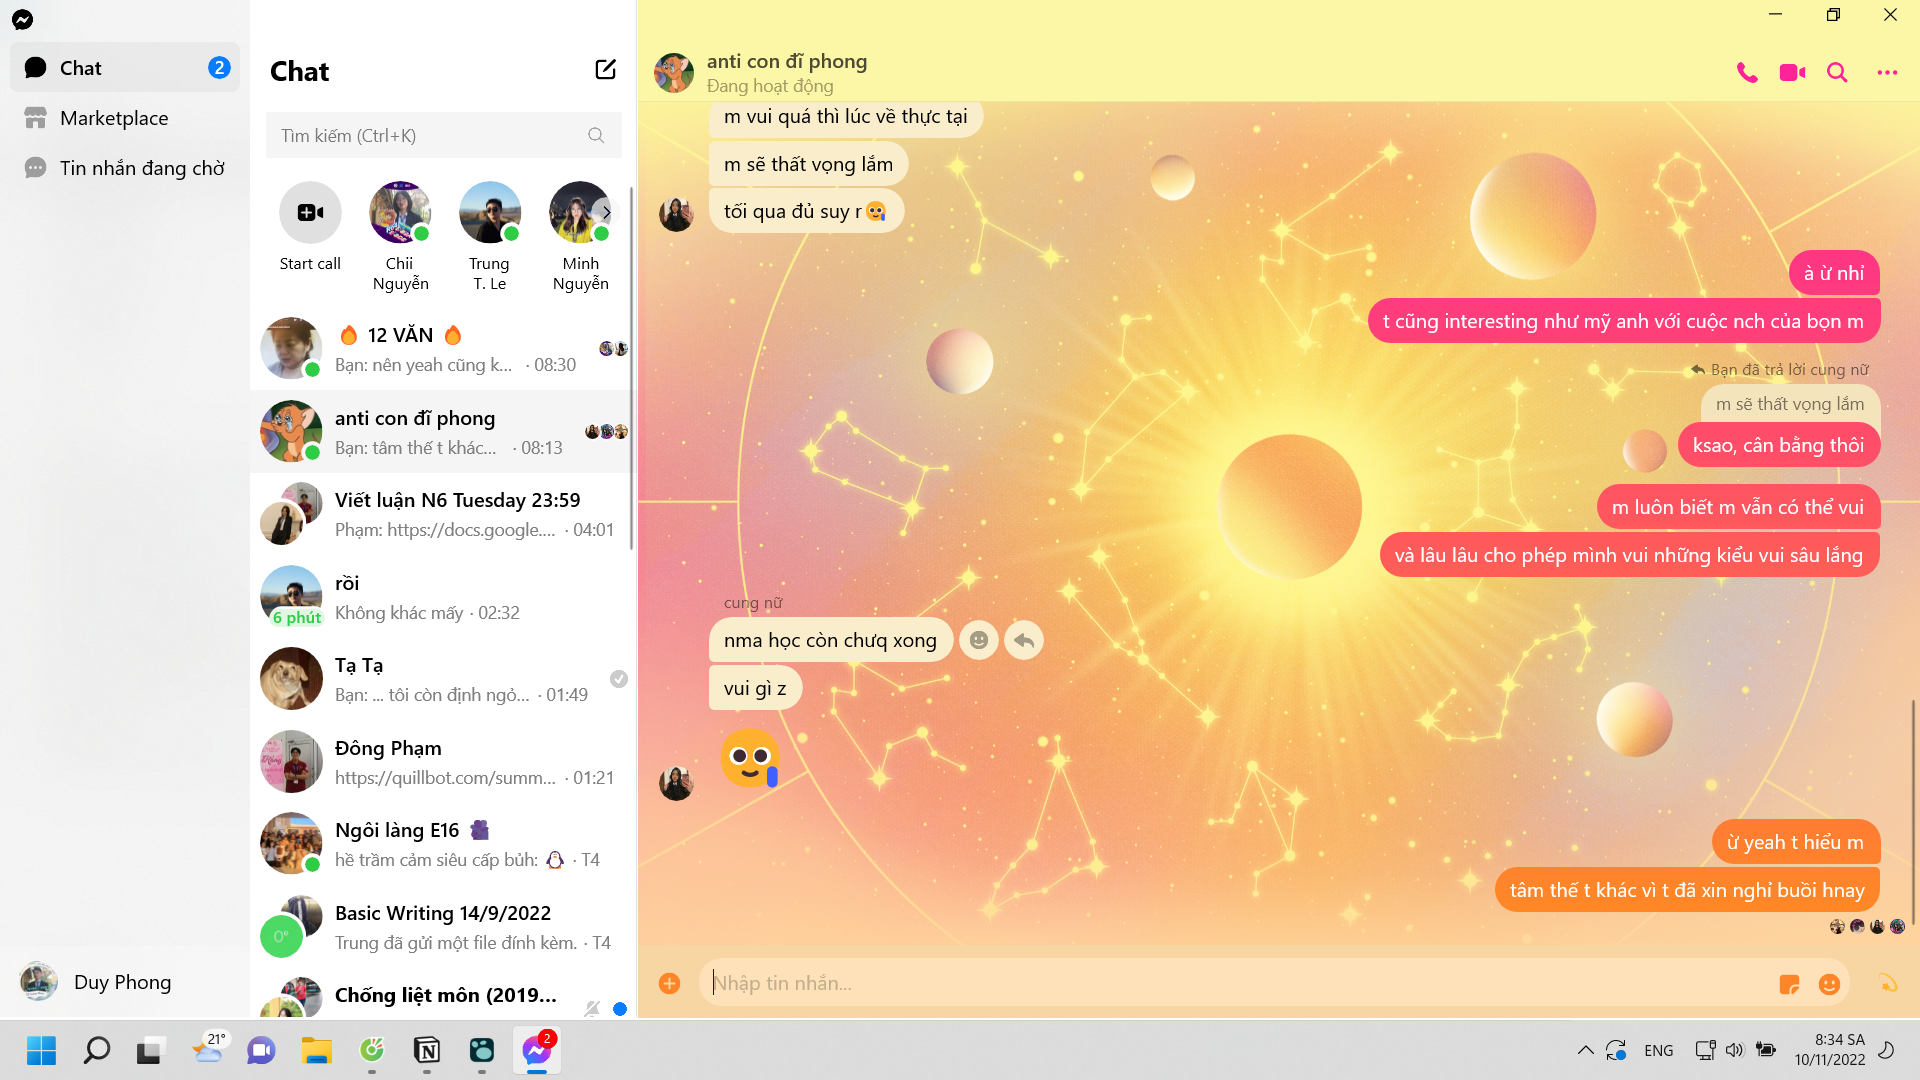 Chat
2
Marketplace
Tin nhắn đang chờ
Duy Phong
Chat
Tìm kiếm (Ctrl+K)
Start call
Chii
Nguyễn
Trung
T. Le
Minh
Nguyễn
🔥 12 VĂN 🔥
Bạn: nên yeah cũng k... · 08:30
anti con đĩ phong
Bạn: tâm thế t khác... · 08:13
Viết luận N6 Tuesday 23:59
Phạm: https://docs.google.... · 04:01
rồi
Không khác mấy · 02:32
6 phút
Tạ Tạ
Bạn: ... tôi còn định ngỏ... · 01:49
Đông Phạm
https://quillbot.com/summ... · 01:21
Ngôi làng E16
hề trầm cảm siêu cấp bủh: 🐧 · T4
Basic Writing 14/9/2022
Trung đã gửi một file đính kèm. · T4
Chống liệt môn (2019...
anti con đĩ phong
Đang hoạt động
m vui quá thì lúc về thực tại
m sẽ thất vọng lắm
tối qua đủ suy r🥲
à ừ nhỉ
t cũng interesting như mỹ anh với cuộc nch của bọn m
Bạn đã trả lời cung nữ
m sẽ thất vọng lắm
ksao, cân bằng thôi
m luôn biết m vẫn có thể vui
và lâu lâu cho phép mình vui những kiểu vui sâu lắng
cung nữ
nma học còn chưq xong
vui gì z
🥲
ừ yeah t hiểu m
tâm thế t khác vì t đã xin nghỉ buổi hnay
Nhập tin nhắn...
21°
2
ENG
8:34 SA
10/11/2022